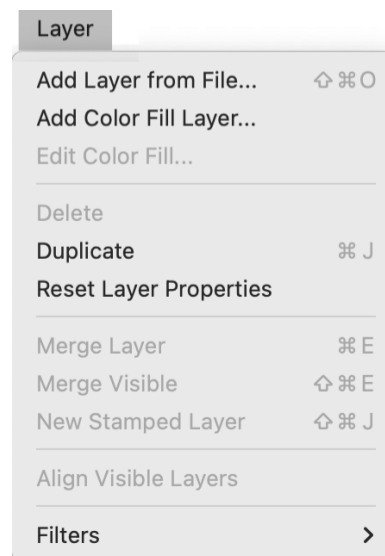 Layer
Add Layer from File... ⇧⌘O
Add Color Fill Layer...
Edit Color Fill...
Delete
Duplicate ⌘J
Reset Layer Properties
Merge Layer ⌘E
Merge Visible ⇧⌘E
New Stamped Layer ⇧⌘J
Align Visible Layers
Filters